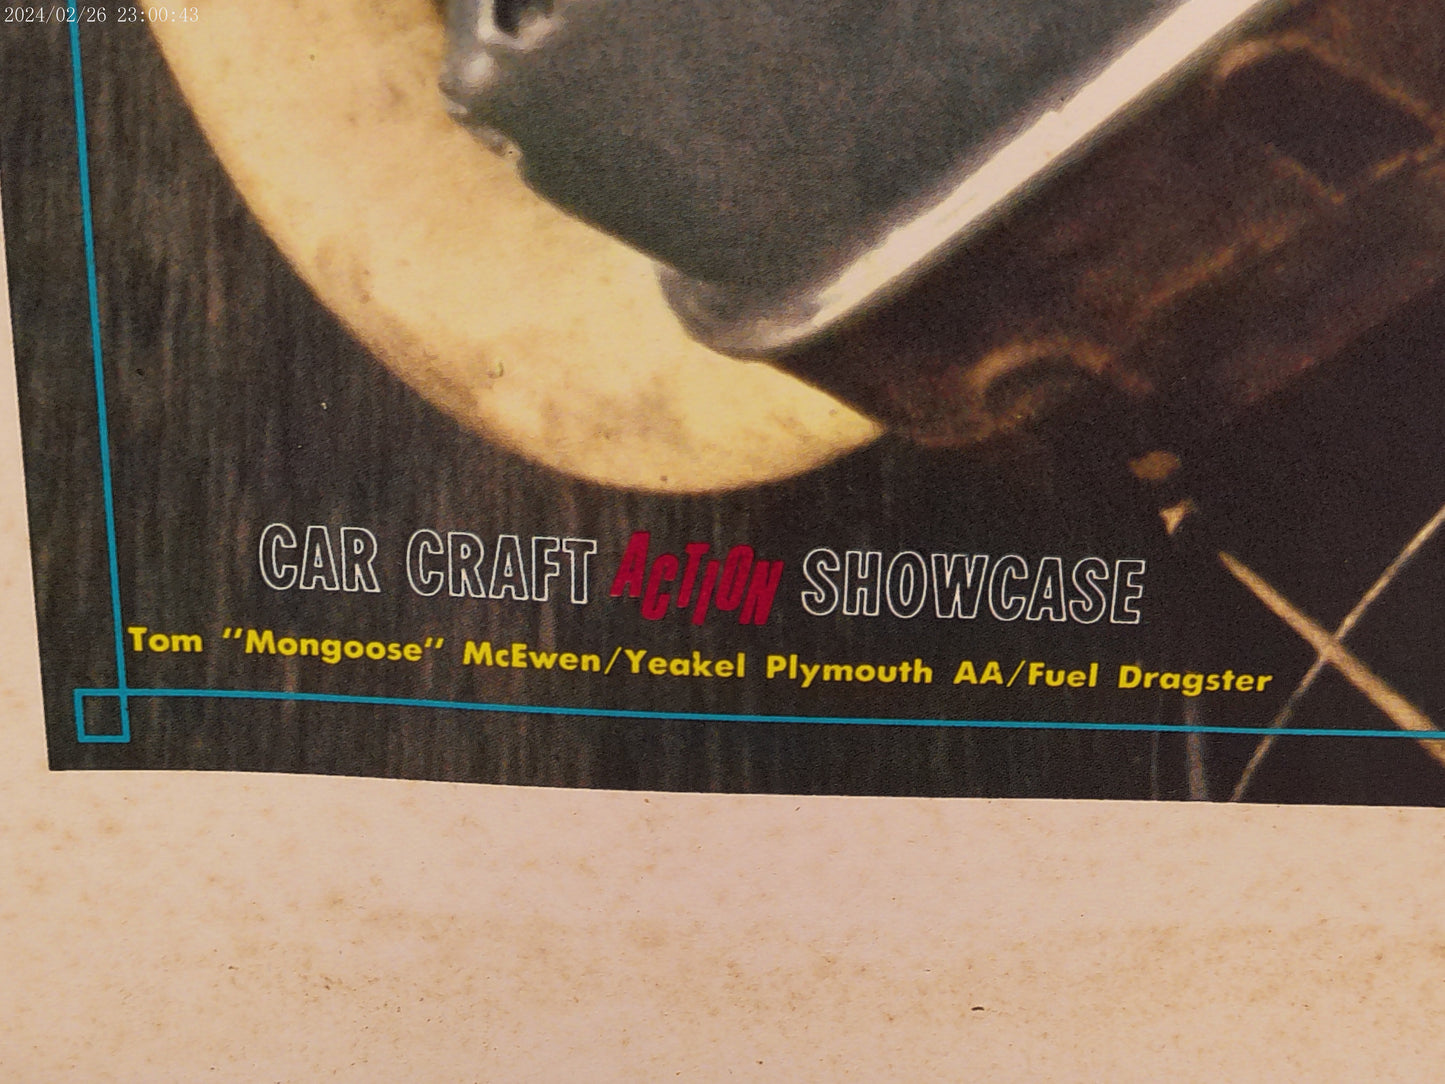 2024/02/26 23:00:43
CAR CRAFT ACTION SHOWCASE
Tom "Mongoose" McEwen/Yeakel Plymouth AA/Fuel Dragster